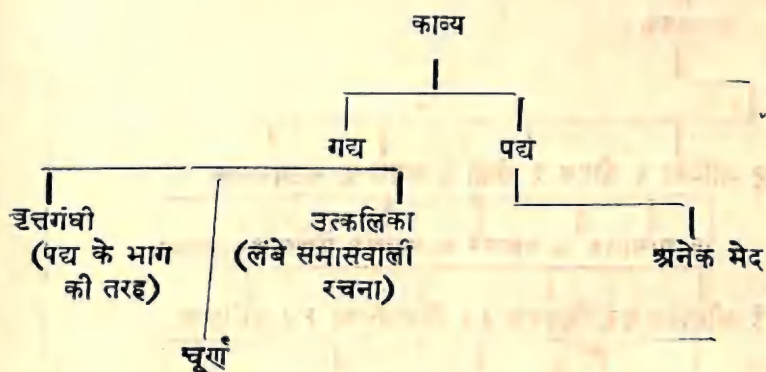 काव्य
गद्य पद्य
वृत्तगंधी उत्कलिका
(पद्य के भाग (लंबे समासवाली
की तरह) रचना)
अनेक भेद
चूर्ण